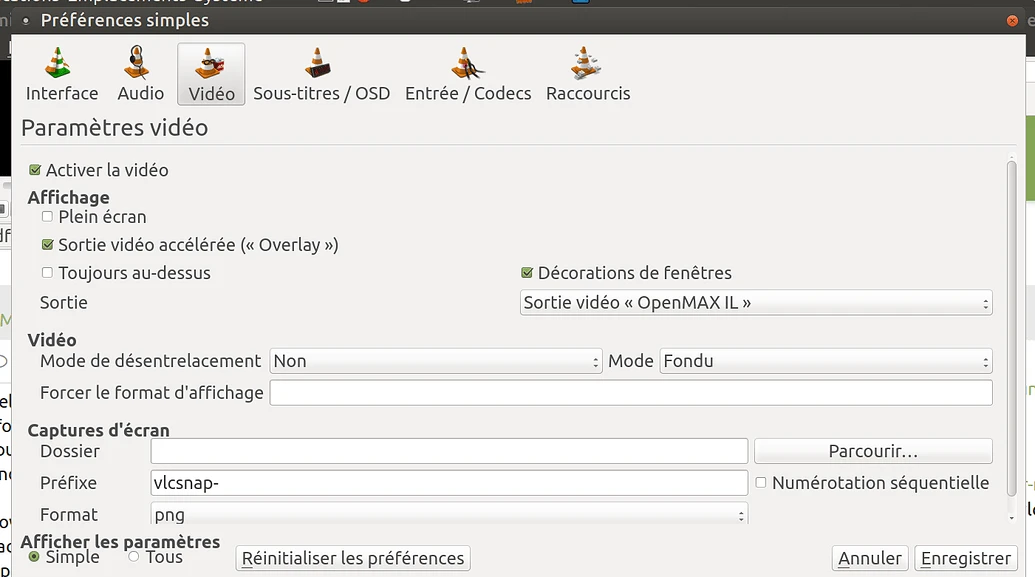 Préférences simples
Interface Audio Vidéo Sous-titres / OSD Entrée / Codecs Raccourcis
Paramètres vidéo
Activer la vidéo
Affichage
Plein écran
Sortie vidéo accélérée (« Overlay »)
Toujours au-dessus Décorations de fenêtres
Sortie Sortie vidéo « OpenMAX IL »
Vidéo
Mode de désentrelacement Non Mode Fondu
Forcer le format d'affichage
Captures d'écran
Dossier Parcourir...
Préfixe vlcsnap- Numérotation séquentielle
Format png
Afficher les paramètres
Simple Tous Réinitialiser les préférences Annuler Enregistrer